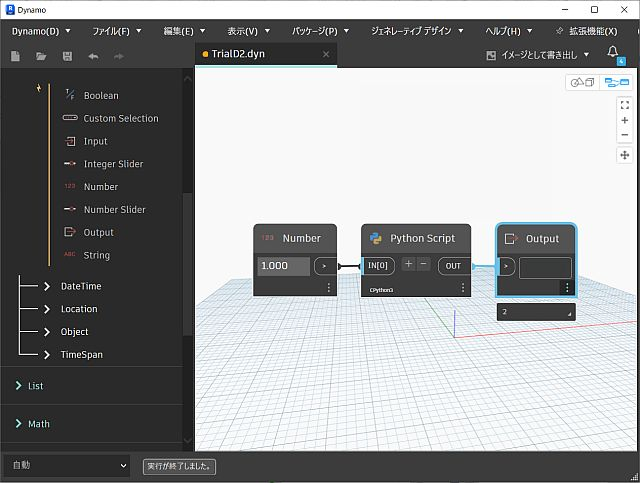 Dynamo
Dynamo(D) ファイル(F) 編集(E) 表示(V) パッケージ(P) ジェネレーティブ デザイン ヘルプ(H) 拡張機能(X)
TrialD2.dyn
イメージとして書き出し
4
Boolean
Custom Selection
Input
Integer Slider
123 Number
Number Slider
Output
ABC String
DateTime
Location
Object
TimeSpan
List
Math
123 Number
1.000 >
Python Script
IN[0] + − OUT
CPython3
Output
>
2
自動
実行が終了しました。